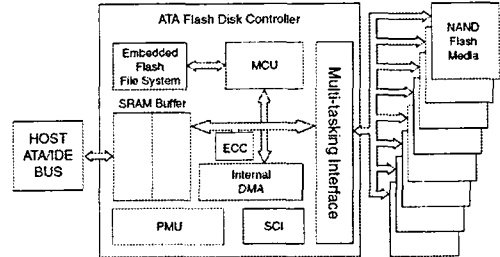 ATA Flash Disk Controller
Embedded
Flash
File System
MCU
SRAM Buffer
ECC
Internal
DMA
PMU
SCI
Multi-tasking Interface
HOST
ATA/IDE
BUS
NAND
Flash
Media